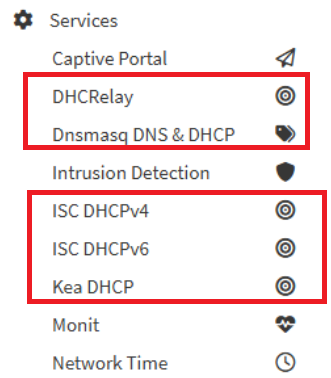 Services
Captive Portal
DHCRelay
Dnsmasq DNS & DHCP
Intrusion Detection
ISC DHCPv4
ISC DHCPv6
Kea DHCP
Monit
Network Time